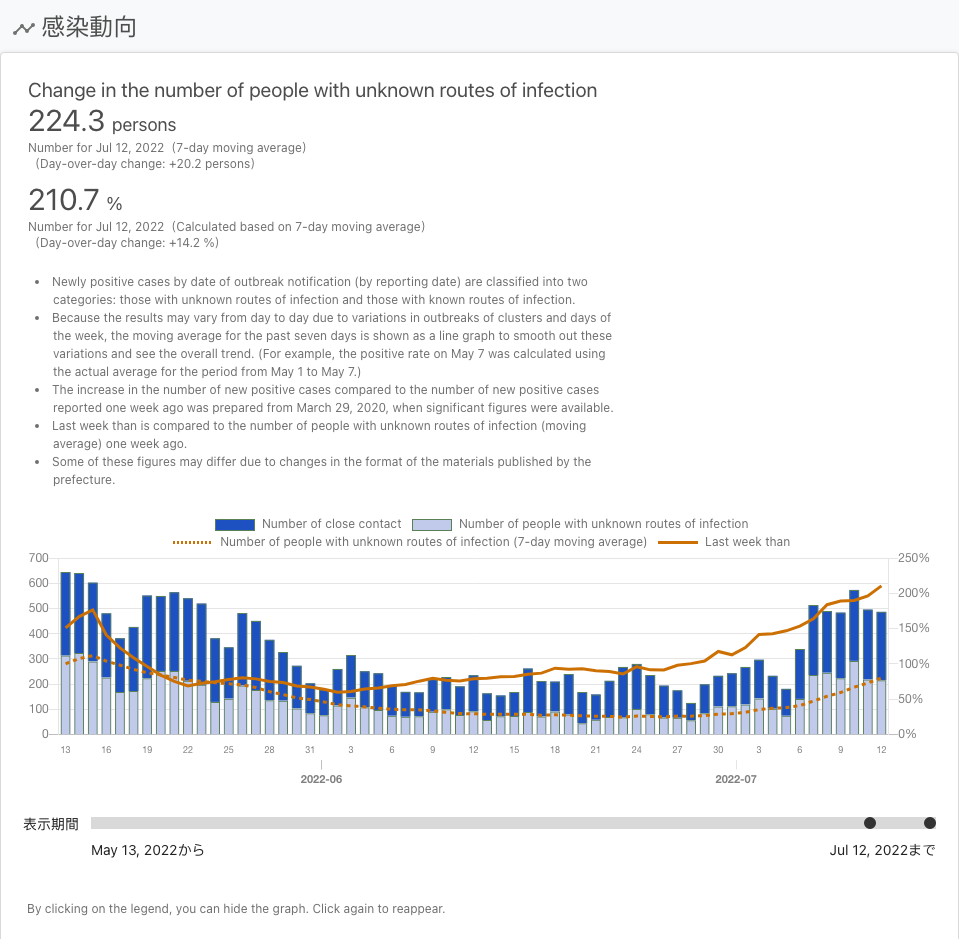 感染動向
Change in the number of people with unknown routes of infection
224.3 persons
Number for Jul 12, 2022 (7-day moving average)
(Day-over-day change: +20.2 persons)
210.7 %
Number for Jul 12, 2022 (Calculated based on 7-day moving average)
(Day-over-day change: +14.2 %)
• Newly positive cases by date of outbreak notification (by reporting date) are classified into two
categories: those with unknown routes of infection and those with known routes of infection.
• Because the results may vary from day to day due to variations in outbreaks of clusters and days of
the week, the moving average for the past seven days is shown as a line graph to smooth out these
variations and see the overall trend. (For example, the positive rate on May 7 was calculated using
the actual average for the period from May 1 to May 7.)
• The increase in the number of new positive cases compared to the number of new positive cases
reported one week ago was prepared from March 29, 2020, when significant figures were available.
• Last week than is compared to the number of people with unknown routes of infection (moving
average) one week ago.
• Some of these figures may differ due to changes in the format of the materials published by the
prefecture.
Number of close contact Number of people with unknown routes of infection
Number of people with unknown routes of infection (7-day moving average) Last week than
700 250%
600 200%
500 150%
400
300 100%
200 50%
100
0 0%
13 16 19 22 25 28 31 3 6 9 12 15 18 21 24 27 30 3 6 9 12
2022-06 2022-07
表示期間
May 13, 2022から Jul 12, 2022まで
By clicking on the legend, you can hide the graph. Click again to reappear.